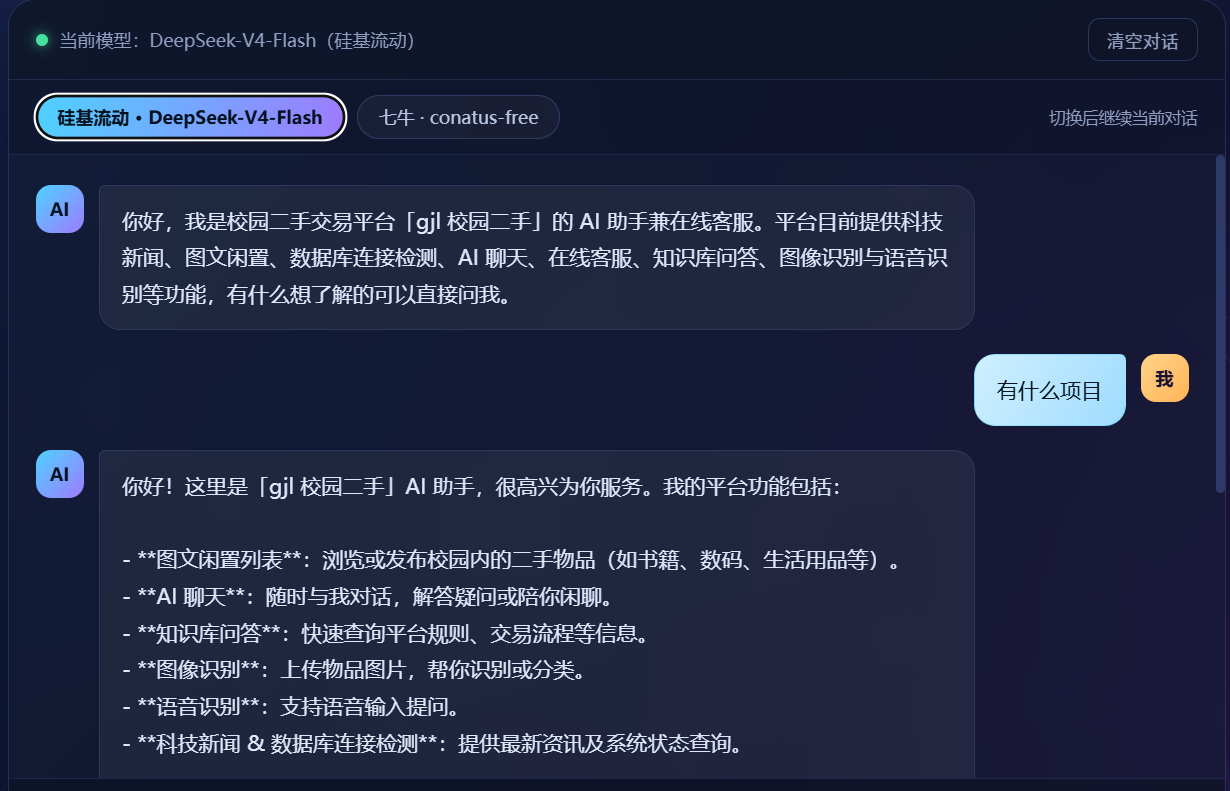 当前模型：DeepSeek-V4-Flash（硅基流动）
清空对话
硅基流动·DeepSeek-V4-Flash
七牛 · conatus-free
切换后继续当前对话
AI
你好，我是校园二手交易平台「gjl 校园二手」的 AI 助手兼在线客服。平台目前提供科技
新闻、图文闲置、数据库连接检测、AI 聊天、在线客服、知识库问答、图像识别与语音识
别等功能，有什么想了解的可以直接问我。
有什么项目
我
AI
你好！这里是「gjl 校园二手」AI 助手，很高兴为你服务。我的平台功能包括：
- **图文闲置列表**：浏览或发布校园内的二手物品（如书籍、数码、生活用品等）。
- **AI 聊天**：随时与我对话，解答疑问或陪你闲聊。
- **知识库问答**：快速查询平台规则、交易流程等信息。
- **图像识别**：上传物品图片，帮你识别或分类。
- **语音识别**：支持语音输入提问。
- **科技新闻 & 数据库连接检测**：提供最新资讯及系统状态查询。